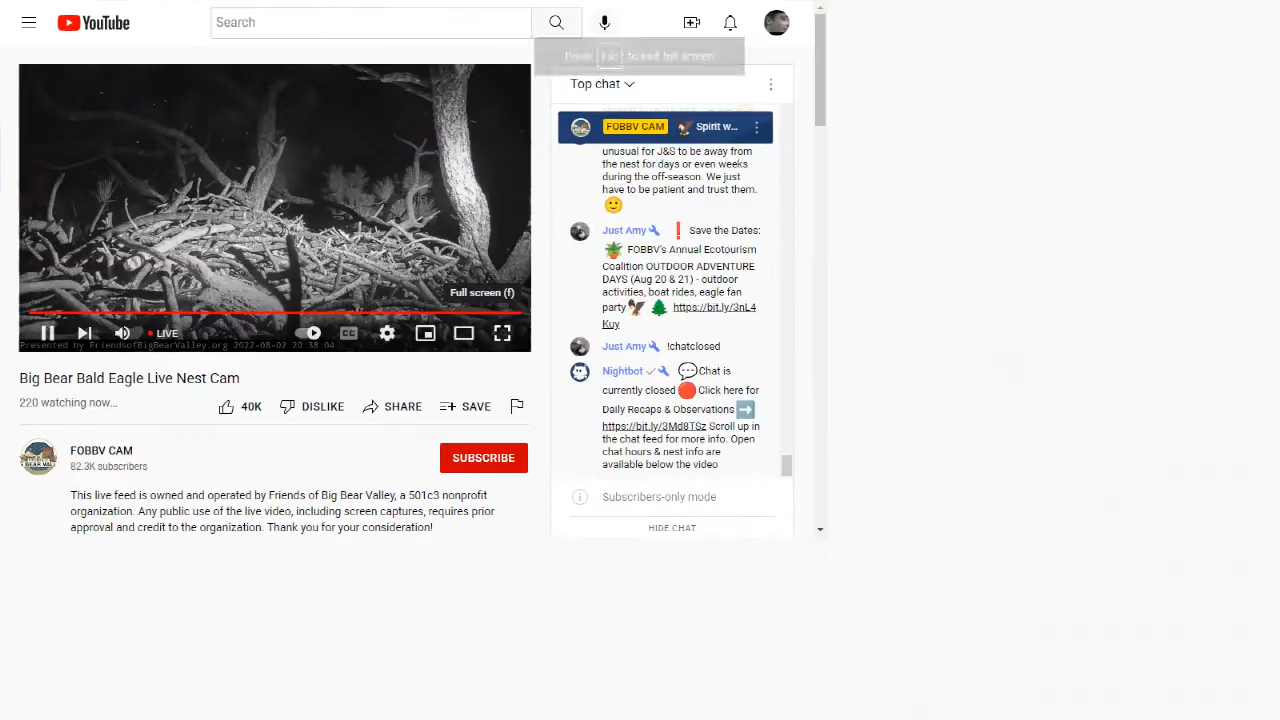 YouTube
Search
Press Esc to exit full screen
Top chat
FOBBV CAM Spirit w...
unusual for J&S to be away from
the nest for days or even weeks
during the off-season. We just
have to be patient and trust them.
Just Amy Save the Dates:
FOBBV's Annual Ecotourism
Coalition OUTDOOR ADVENTURE
DAYS (Aug 20 & 21) - outdoor
activities, boat rides, eagle fan
party https://bit.ly/3nL4
Kuy
Just Amy !chatclosed
Nightbot Chat is
currently closed Click here for
Daily Recaps & Observations
https://bit.ly/3Md8TSz Scroll up in
the chat feed for more info. Open
chat hours & nest info are
available below the video
Subscribers-only mode
HIDE CHAT
Full screen (f)
LIVE
CC
Presented by FriendsofBigBearValley.org 2022-08-02 20:38:04
Big Bear Bald Eagle Live Nest Cam
220 watching now...
40K DISLIKE SHARE SAVE
FOBBV CAM
82.3K subscribers
SUBSCRIBE
This live feed is owned and operated by Friends of Big Bear Valley, a 501c3 nonprofit
organization. Any public use of the live video, including screen captures, requires prior
approval and credit to the organization. Thank you for your consideration!